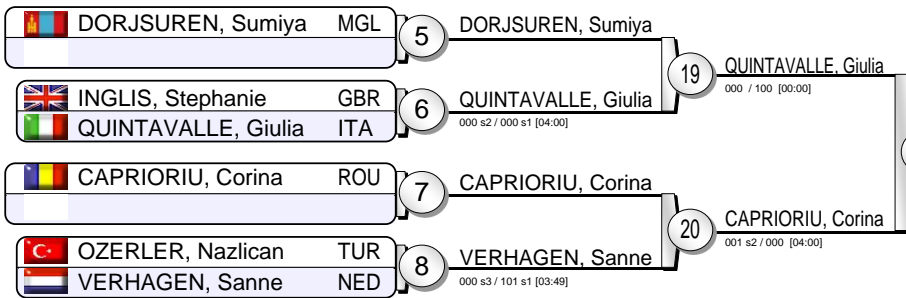 DORJSUREN, Sumiya MGL
5
DORJSUREN, Sumiya
INGLIS, Stephanie GBR
QUINTAVALLE, Giulia ITA
6
QUINTAVALLE, Giulia
000 s2 / 000 s1 [04:00]
19
QUINTAVALLE, Giulia
000 / 100 [00:00]
CAPRIORIU, Corina ROU
7
CAPRIORIU, Corina
OZERLER, Nazlican TUR
VERHAGEN, Sanne NED
8
VERHAGEN, Sanne
000 s3 / 101 s1 [03:49]
20
CAPRIORIU, Corina
001 s2 / 000 [04:00]